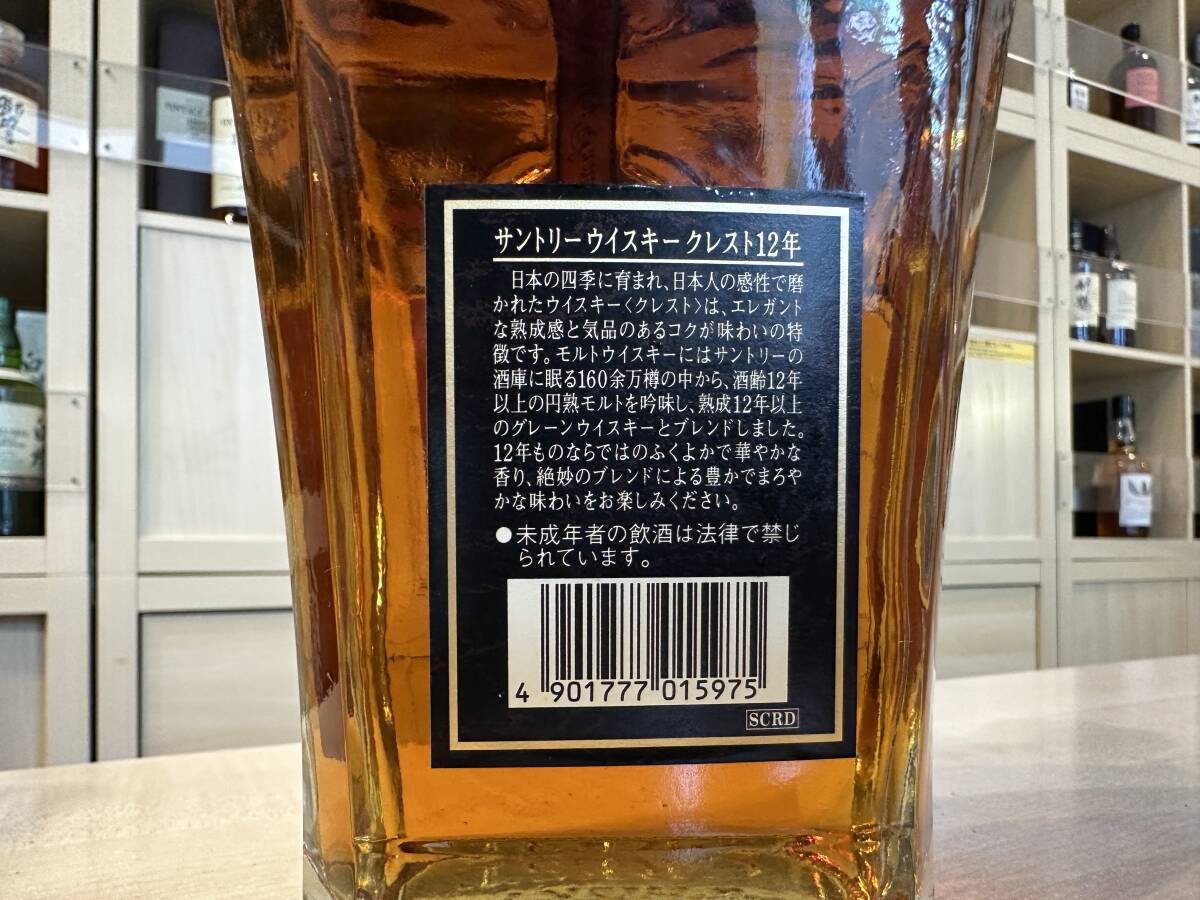 サントリーウイスキー クレスト12年
日本の四季に育まれ、日本人の感性で磨
かれたウイスキー〈クレスト〉は、エレガント
な熟成感と気品のあるコクが味わいの特
徴です。モルトウイスキーにはサントリーの
酒庫に眠る160余万樽の中から、酒齢12年
以上の円熟モルトを吟味し、熟成12年以上
のグレーンウイスキーとブレンドしました。
12年ものならではのふくよかで華やかな
香り、絶妙のブレンドによる豊かでまろや
かな味わいをお楽しみください。
●未成年者の飲酒は法律で禁じ
られています。
4 901777 015975
SCRD